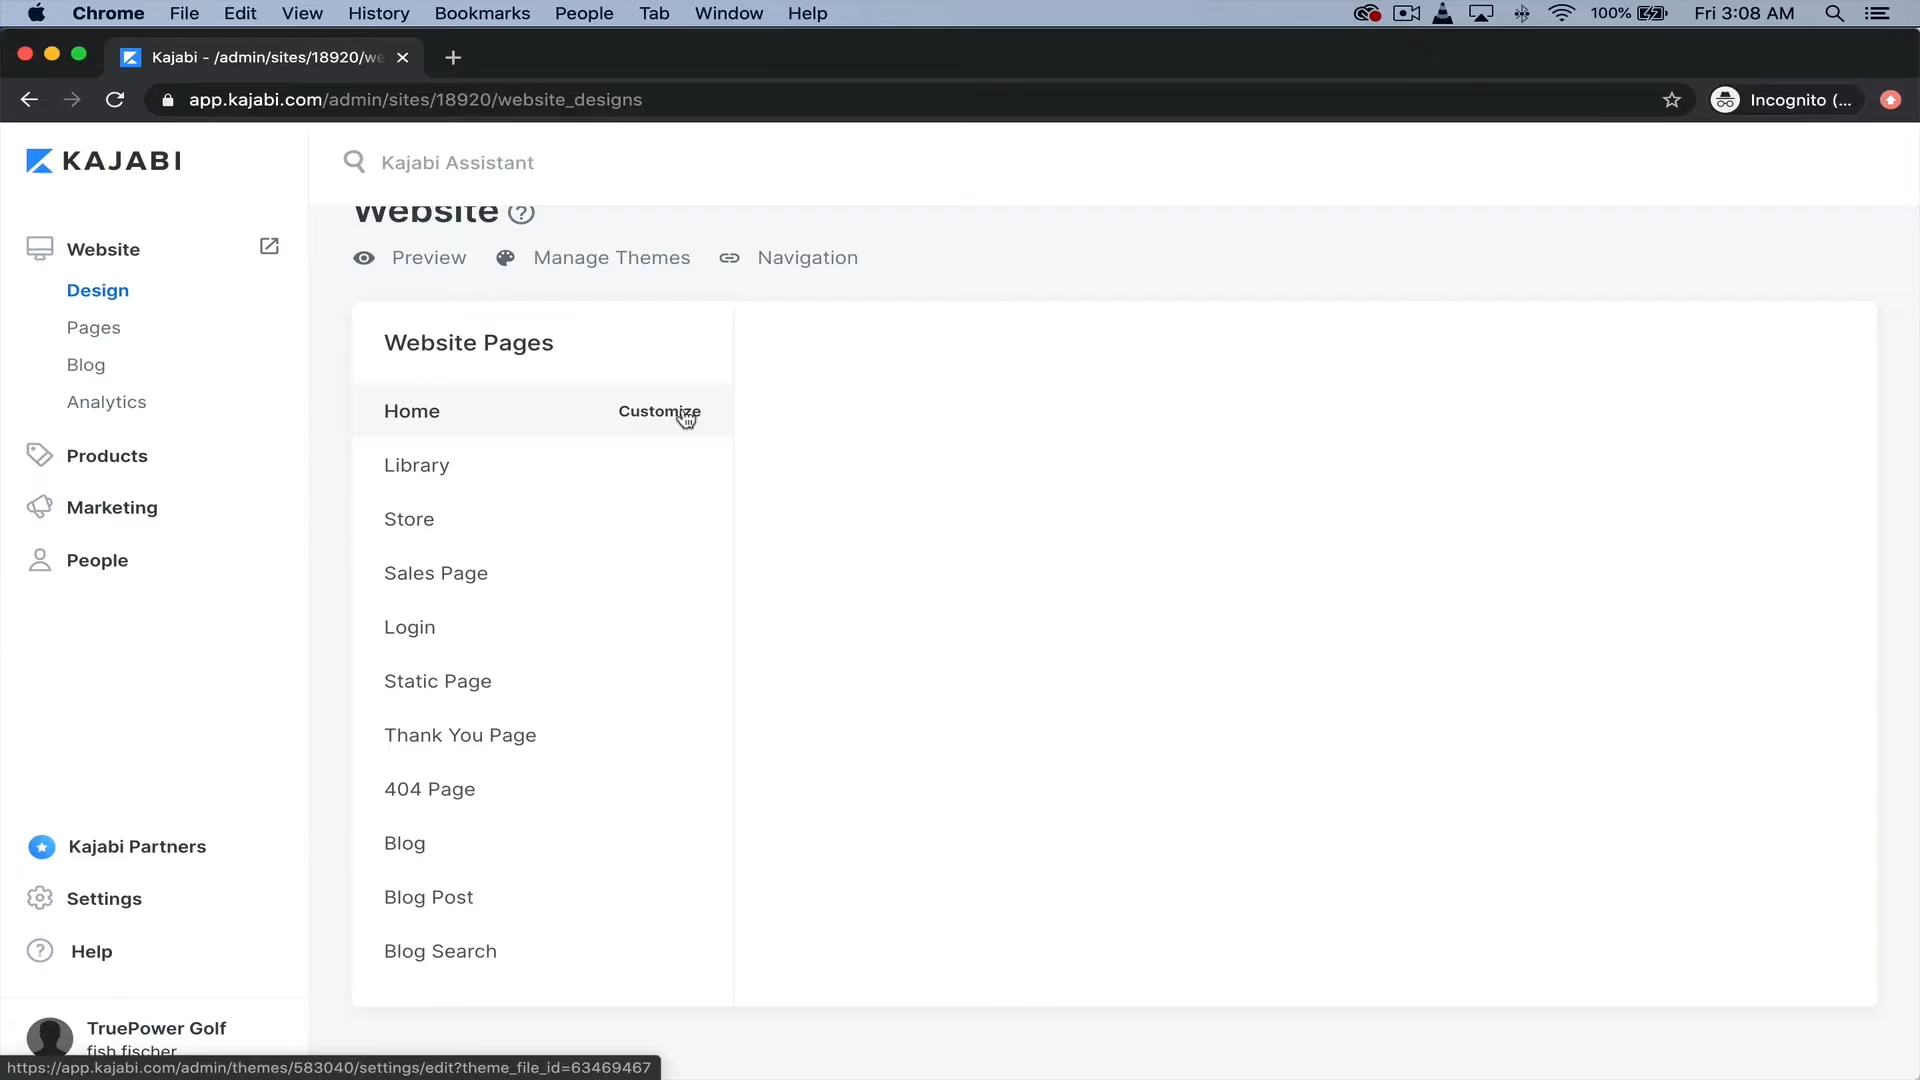 Chrome File Edit View History Bookmarks People Tab Window Help 100% Fri 3:08 AM
Kajabi - /admin/sites/18920/we
app.kajabi.com/admin/sites/18920/website_designs Incognito (...
KAJABI
Kajabi Assistant
Website
Preview Manage Themes Navigation
Website
Design
Pages
Blog
Analytics
Products
Marketing
People
Kajabi Partners
Settings
Help
TruePower Golf
fish fischer
Website Pages
Home Customize
Library
Store
Sales Page
Login
Static Page
Thank You Page
404 Page
Blog
Blog Post
Blog Search
https://app.kajabi.com/admin/themes/583040/settings/edit?theme_file_id=63469467